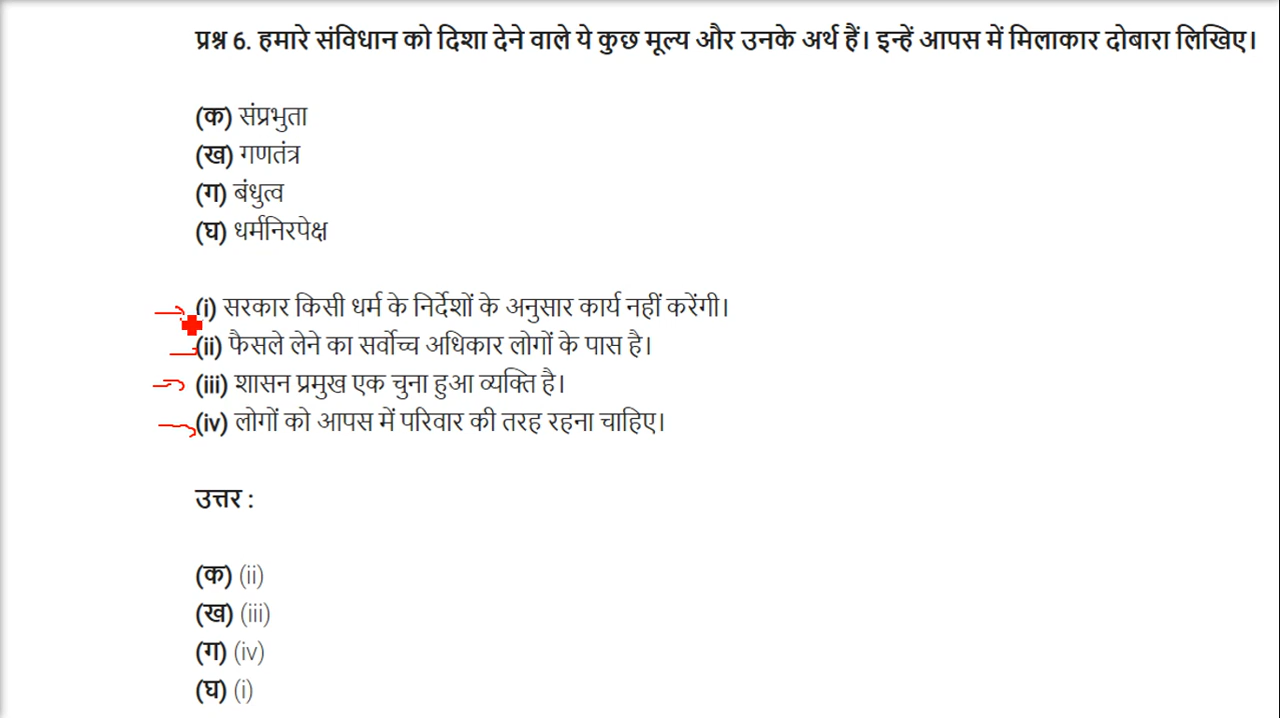 प्रश्न 6. हमारे संविधान को दिशा देने वाले ये कुछ मूल्य और उनके अर्थ हैं। इन्हें आपस में मिलाकार दोबारा लिखिए।
(क) संप्रभुता
(ख) गणतंत्र
(ग) बंधुत्व
(घ) धर्मनिरपेक्ष
(i) सरकार किसी धर्म के निर्देशों के अनुसार कार्य नहीं करेंगी।
(ii) फैसले लेने का सर्वोच्च अधिकार लोगों के पास है।
(iii) शासन प्रमुख एक चुना हुआ व्यक्ति है।
(iv) लोगों को आपस में परिवार की तरह रहना चाहिए।
उत्तर :
(क) (ii)
(ख) (iii)
(ग) (iv)
(घ) (i)